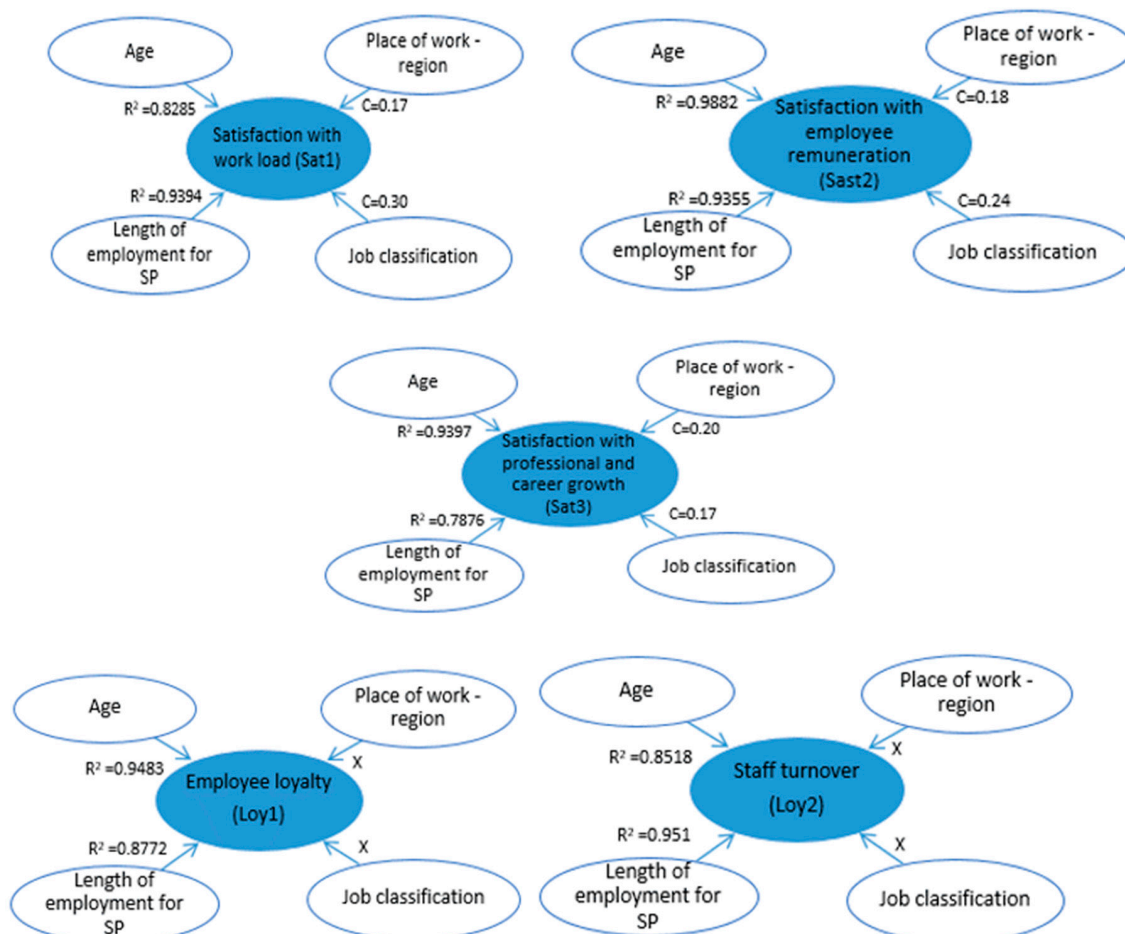 Age
Place of work -
region
R² =0.8285
C=0.17
Satisfaction with
work load (Sat1)
R² =0.9394
C=0.30
Length of
employment for
SP
Job classification
Age
Place of work -
region
R² =0.9882
C=0.18
Satisfaction with
employee
remuneration
(Sast2)
R² =0.9355
C=0.24
Length of
employment for
SP
Job classification
Age
Place of work -
region
R² =0.9397
C=0.20
Satisfaction with
professional and
career growth
(Sat3)
R² =0.7876
C=0.17
Length of
employment for
SP
Job classification
Age
Place of work -
region
R² =0.9483
X
Employee loyalty
(Loy1)
R² =0.8772
X
Length of
employment for
SP
Job classification
Age
Place of work -
region
R² =0.8518
X
Staff turnover
(Loy2)
R² =0.951
X
Length of
employment for
SP
Job classification